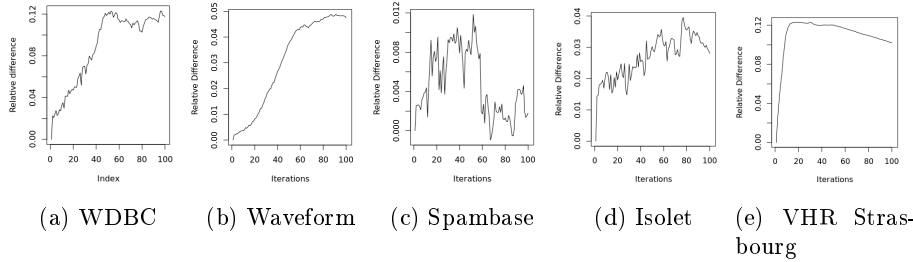 Relative difference
0.00 0.04 0.08 0.12
0 20 40 60 80 100
Index
(a) WDBC
Relative Difference
0.00 0.01 0.02 0.03 0.04 0.05
0 20 40 60 80 100
Iterations
(b) Waveform
Relative Difference
0.000 0.004 0.008 0.012
0 20 40 60 80 100
Iterations
(c) Spambase
Relative Difference
0.00 0.01 0.02 0.03 0.04
0 20 40 60 80 100
Iterations
(d) Isolet
Relative Difference
0.00 0.04 0.08 0.12
0 20 40 60 80 100
Iterations
(e) VHR Stras-
bourg